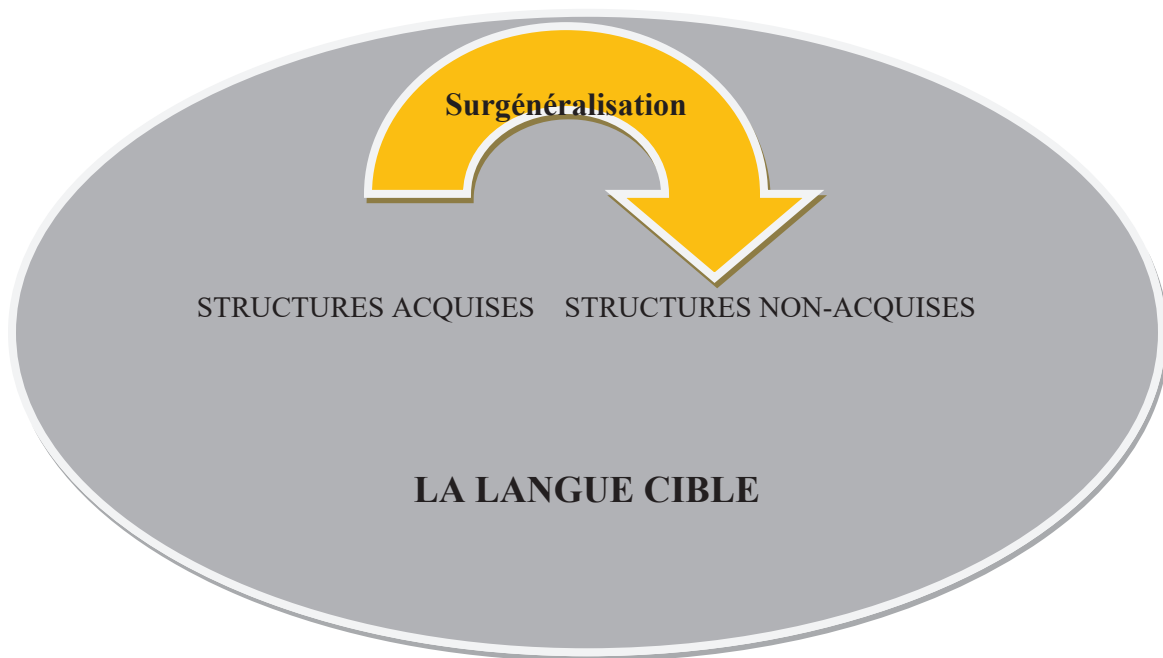 Surgénéralisation
STRUCTURES ACQUISES STRUCTURES NON-ACQUISES
LA LANGUE CIBLE